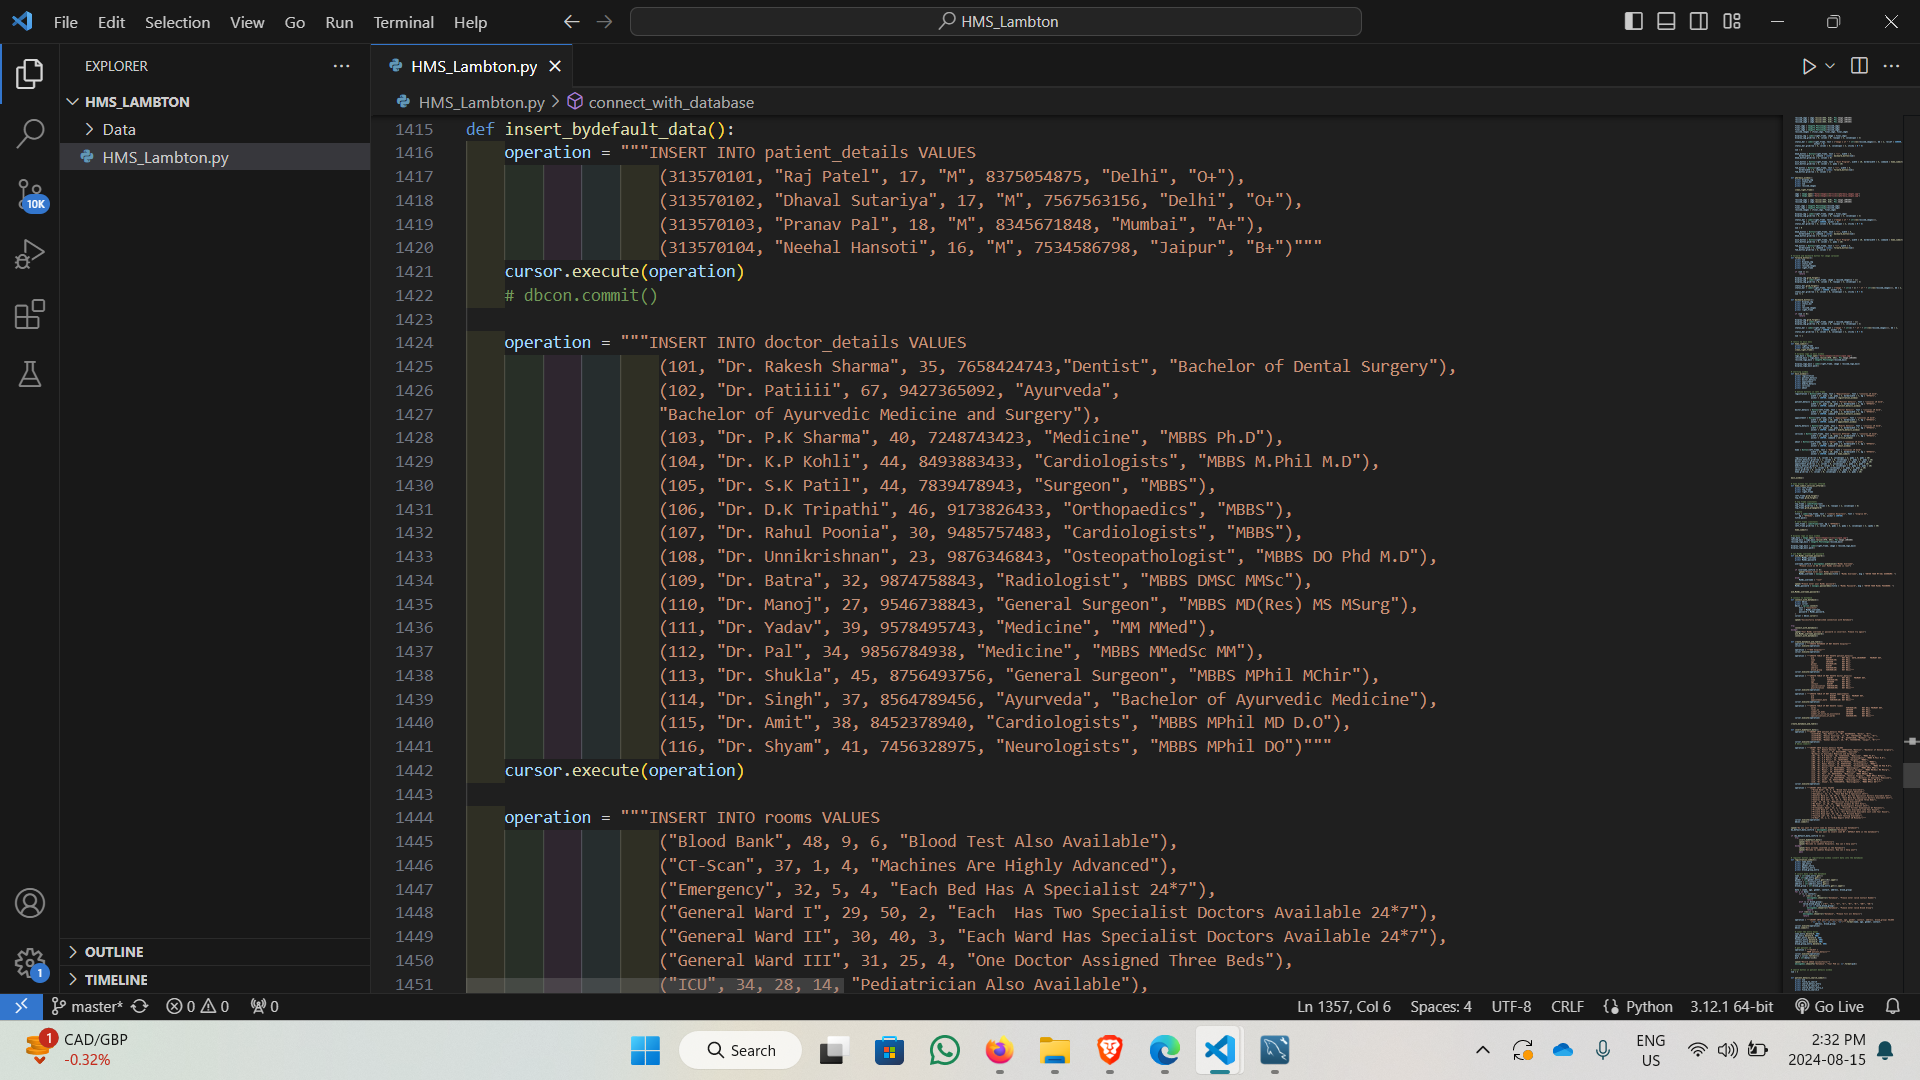 File Edit Selection View Go Run Terminal Help
HMS_Lambton
EXPLORER
HMS_LAMBTON
Data
HMS_Lambton.py
10K
HMS_Lambton.py
HMS_Lambton.py > connect_with_database
1415 def insert_bydefault_data():
1416 operation = """INSERT INTO patient_details VALUES
1417 (313570101, "Raj Patel", 17, "M", 8375054875, "Delhi", "O+"),
1418 (313570102, "Dhaval Sutariya", 17, "M", 7567563156, "Delhi", "O+"),
1419 (313570103, "Pranav Pal", 18, "M", 8345671848, "Mumbai", "A+"),
1420 (313570104, "Neehal Hansoti", 16, "M", 7534586798, "Jaipur", "B+")"""
1421 cursor.execute(operation)
1422 # dbcon.commit()
1423
1424 operation = """INSERT INTO doctor_details VALUES
1425 (101, "Dr. Rakesh Sharma", 35, 7658424743,"Dentist", "Bachelor of Dental Surgery"),
1426 (102, "Dr. Patiiii", 67, 9427365092, "Ayurveda",
1427 "Bachelor of Ayurvedic Medicine and Surgery"),
1428 (103, "Dr. P.K Sharma", 40, 7248743423, "Medicine", "MBBS Ph.D"),
1429 (104, "Dr. K.P Kohli", 44, 8493883433, "Cardiologists", "MBBS M.Phil M.D"),
1430 (105, "Dr. S.K Patil", 44, 7839478943, "Surgeon", "MBBS"),
1431 (106, "Dr. D.K Tripathi", 46, 9173826433, "Orthopaedics", "MBBS"),
1432 (107, "Dr. Rahul Poonia", 30, 9485757483, "Cardiologists", "MBBS"),
1433 (108, "Dr. Unnikrishnan", 23, 9876346843, "Osteopathologist", "MBBS DO Phd M.D"),
1434 (109, "Dr. Batra", 32, 9874758843, "Radiologist", "MBBS DMSC MMSc"),
1435 (110, "Dr. Manoj", 27, 9546738843, "General Surgeon", "MBBS MD(Res) MS MSurg"),
1436 (111, "Dr. Yadav", 39, 9578495743, "Medicine", "MM MMed"),
1437 (112, "Dr. Pal", 34, 9856784938, "Medicine", "MBBS MMedSc MM"),
1438 (113, "Dr. Shukla", 45, 8756493756, "General Surgeon", "MBBS MPhil MChir"),
1439 (114, "Dr. Singh", 37, 8564789456, "Ayurveda", "Bachelor of Ayurvedic Medicine"),
1440 (115, "Dr. Amit", 38, 8452378940, "Cardiologists", "MBBS MPhil MD D.O"),
1441 (116, "Dr. Shyam", 41, 7456328975, "Neurologists", "MBBS MPhil DO")"""
1442 cursor.execute(operation)
1443
1444 operation = """INSERT INTO rooms VALUES
1445 ("Blood Bank", 48, 9, 6, "Blood Test Also Available"),
1446 ("CT-Scan", 37, 1, 4, "Machines Are Highly Advanced"),
1447 ("Emergency", 32, 5, 4, "Each Bed Has A Specialist 24*7"),
1448 ("General Ward I", 29, 50, 2, "Each  Has Two Specialist Doctors Available 24*7"),
1449 ("General Ward II", 30, 40, 3, "Each Ward Has Specialist Doctors Available 24*7"),
1450 ("General Ward III", 31, 25, 4, "One Doctor Assigned Three Beds"),
1451 ("ICU", 34, 28, 14, "Pediatrician Also Available"),
OUTLINE
TIMELINE
1
master* 0 0 0 Ln 1357, Col 6 Spaces: 4 UTF-8 CRLF Python 3.12.1 64-bit Go Live
1 CAD/GBP
-0.32%
Search
ENG
US
2:32 PM
2024-08-15